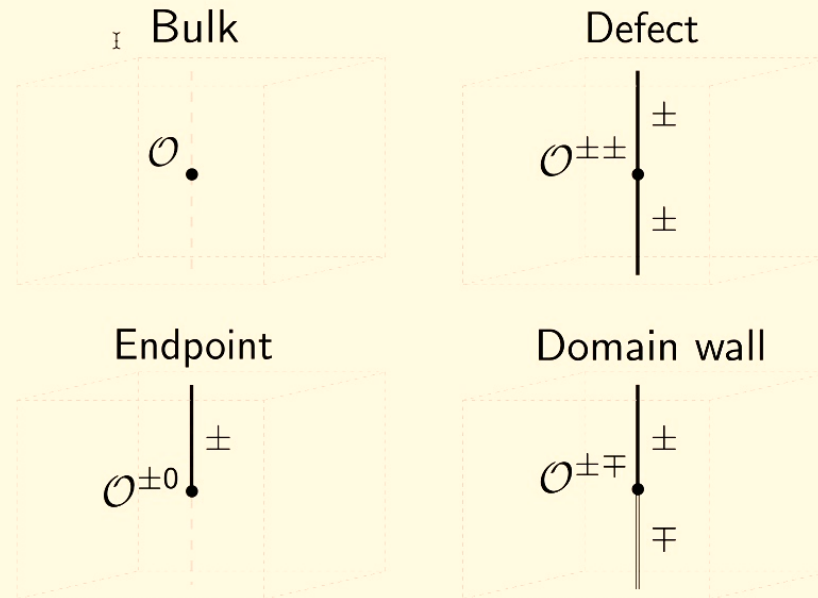 Bulk
𝒪
Defect
±
𝒪^{±±}
±
Endpoint
±
𝒪^{±0}
Domain wall
±
𝒪^{±∓}
∓